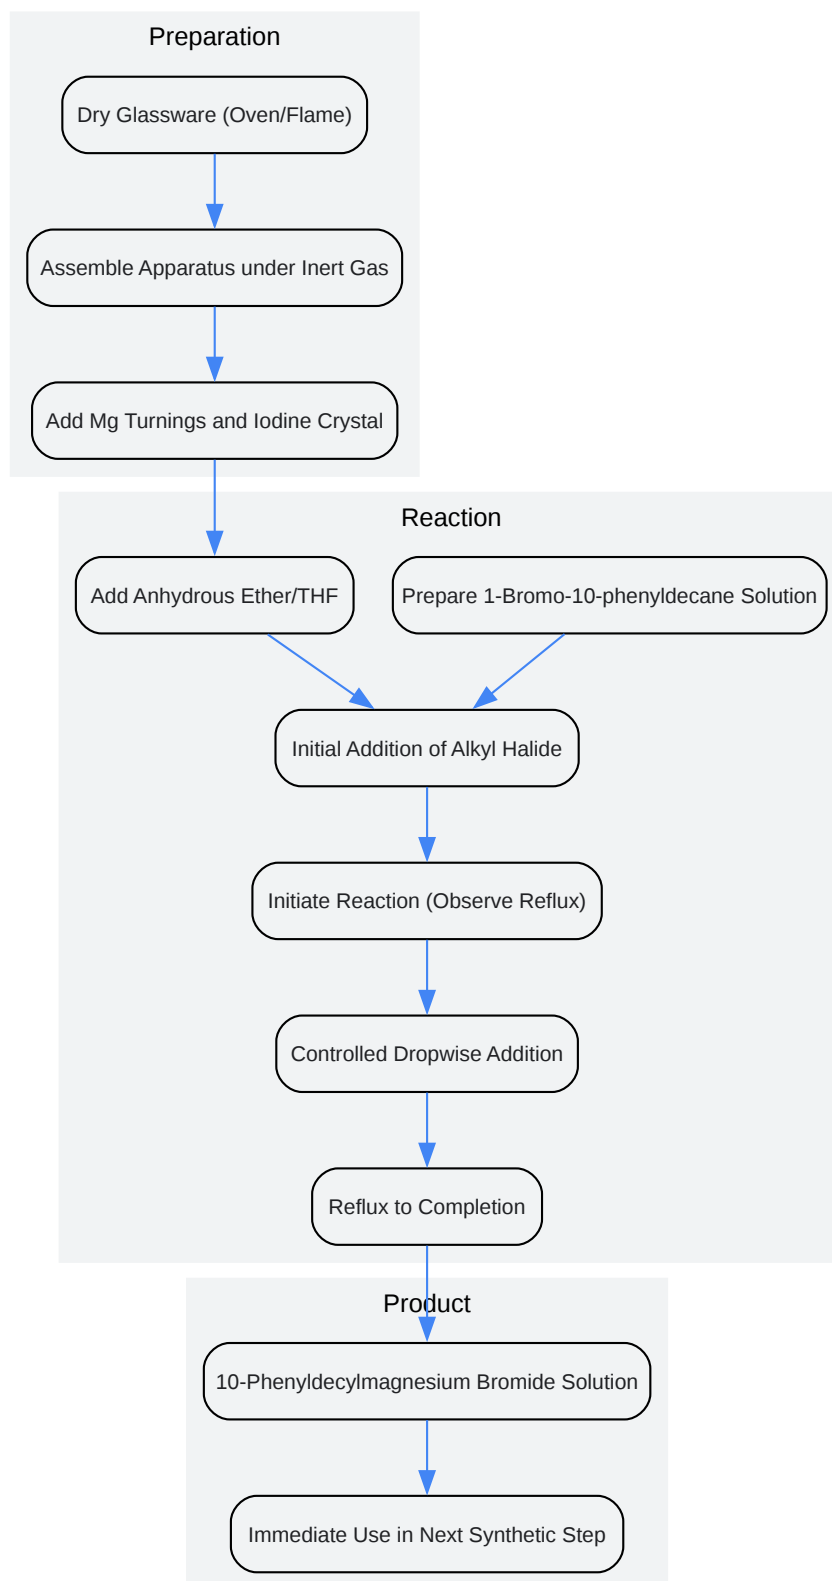 Preparation
Dry Glassware (Oven/Flame)
Assemble Apparatus under Inert Gas
Add Mg Turnings and Iodine Crystal
Reaction
Add Anhydrous Ether/THF
Prepare 1-Bromo-10-phenyldecane Solution
Initial Addition of Alkyl Halide
Initiate Reaction (Observe Reflux)
Controlled Dropwise Addition
Reflux to Completion
Product
10-Phenyldecylmagnesium Bromide Solution
Immediate Use in Next Synthetic Step